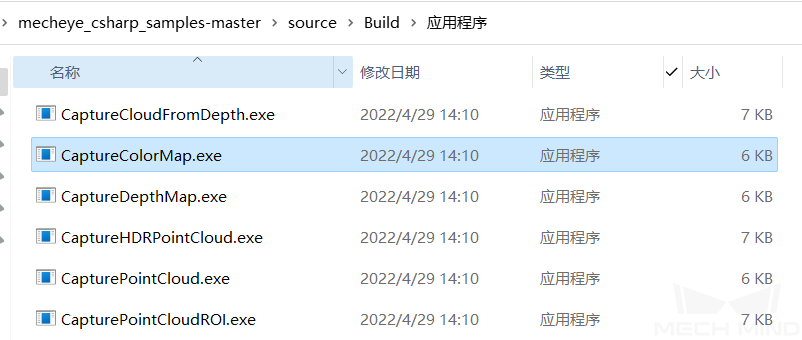 mecheye_csharp_samples-master > source > Build > 应用程序
名称 修改日期 类型 大小
CaptureCloudFromDepth.exe 2022/4/29 14:10 应用程序 7 KB
CaptureColorMap.exe 2022/4/29 14:10 应用程序 6 KB
CaptureDepthMap.exe 2022/4/29 14:10 应用程序 6 KB
CaptureHDRPointCloud.exe 2022/4/29 14:10 应用程序 7 KB
CapturePointCloud.exe 2022/4/29 14:10 应用程序 6 KB
CapturePointCloudROI.exe 2022/4/29 14:10 应用程序 7 KB
MECH MIND